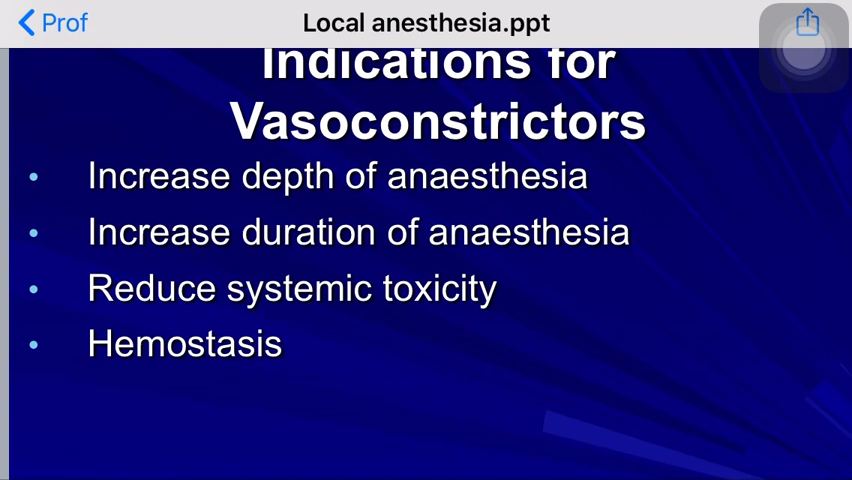 Prof
Local anesthesia.ppt
Indications for
Vasoconstrictors
• Increase depth of anaesthesia
• Increase duration of anaesthesia
• Reduce systemic toxicity
• Hemostasis